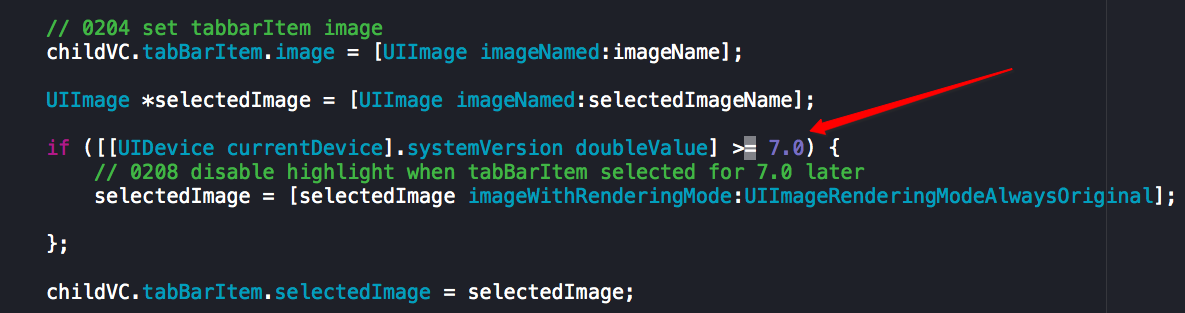 // 0204 set tabbarItem image
childVC.tabBarItem.image = [UIImage imageNamed:imageName];
UIImage *selectedImage = [UIImage imageNamed:selectedImageName];
if ([[UIDevice currentDevice].systemVersion doubleValue] >= 7.0) {
// 0208 disable highlight when tabBarItem selected for 7.0 later
selectedImage = [selectedImage imageWithRenderingMode:UIImageRenderingModeAlwaysOriginal];
};
childVC.tabBarItem.selectedImage = selectedImage;